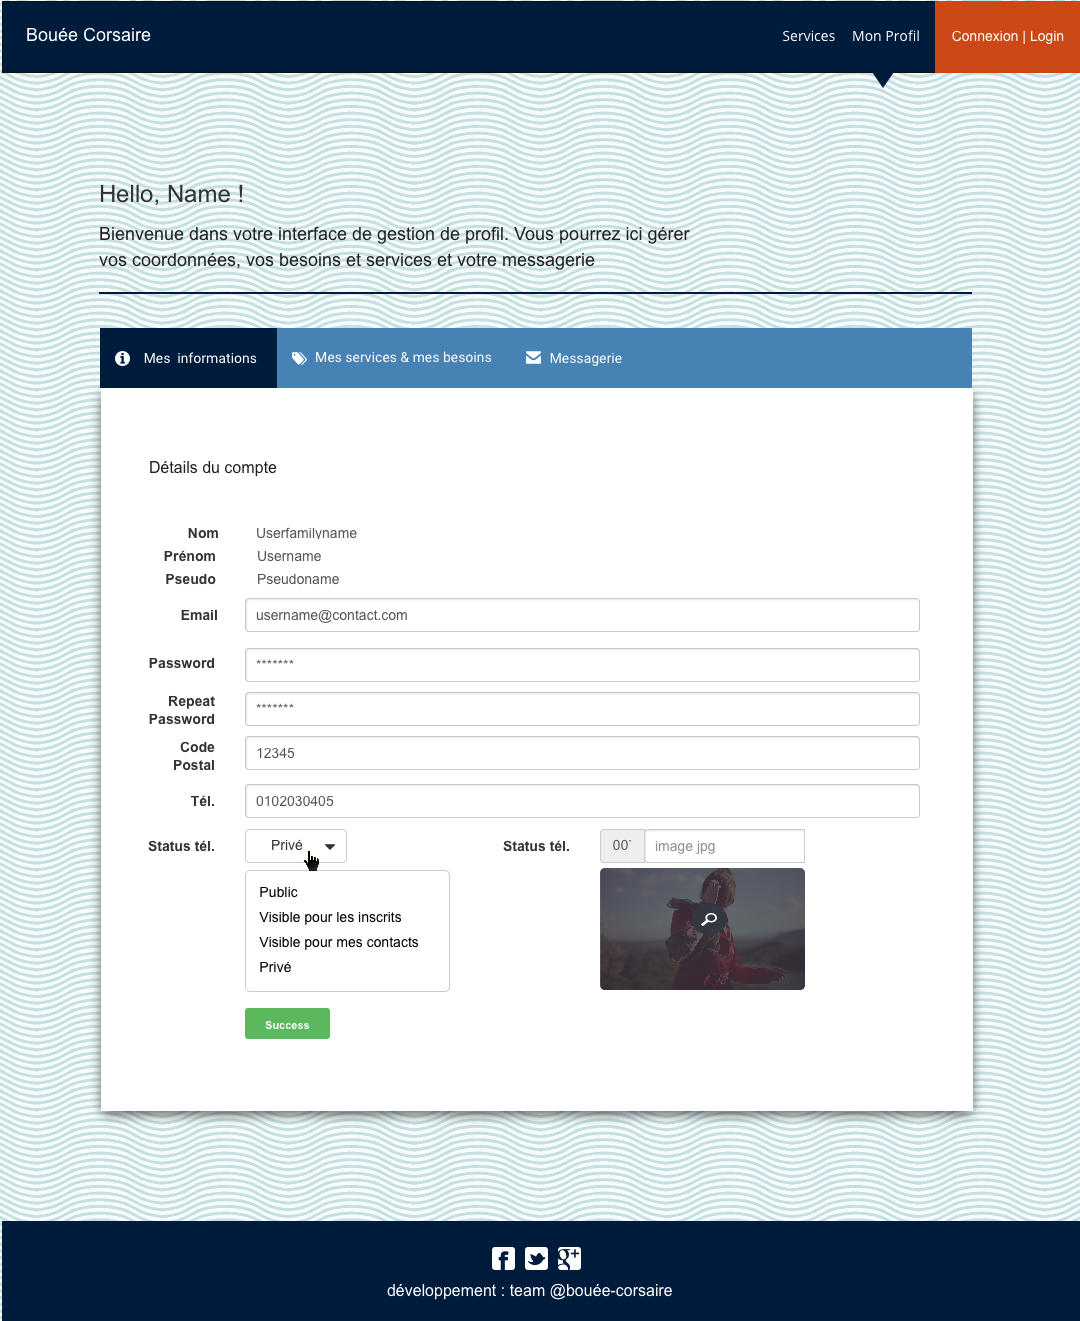 Bouée Corsaire
Services Mon Profil Connexion | Login
Hello, Name !
Bienvenue dans votre interface de gestion de profil. Vous pourrez ici gérer
vos coordonnées, vos besoins et services et votre messagerie
Mes informations Mes services & mes besoins Messagerie
Détails du compte
Nom Userfamilyname
Prénom Username
Pseudo Pseudoname
Email username@contact.com
Password *******
Repeat
Password *******
Code
Postal 12345
Tél. 0102030405
Status tél. Privé
Public
Visible pour les inscrits
Visible pour mes contacts
Privé
Status tél. image jpg
Success
développement : team @bouée-corsaire